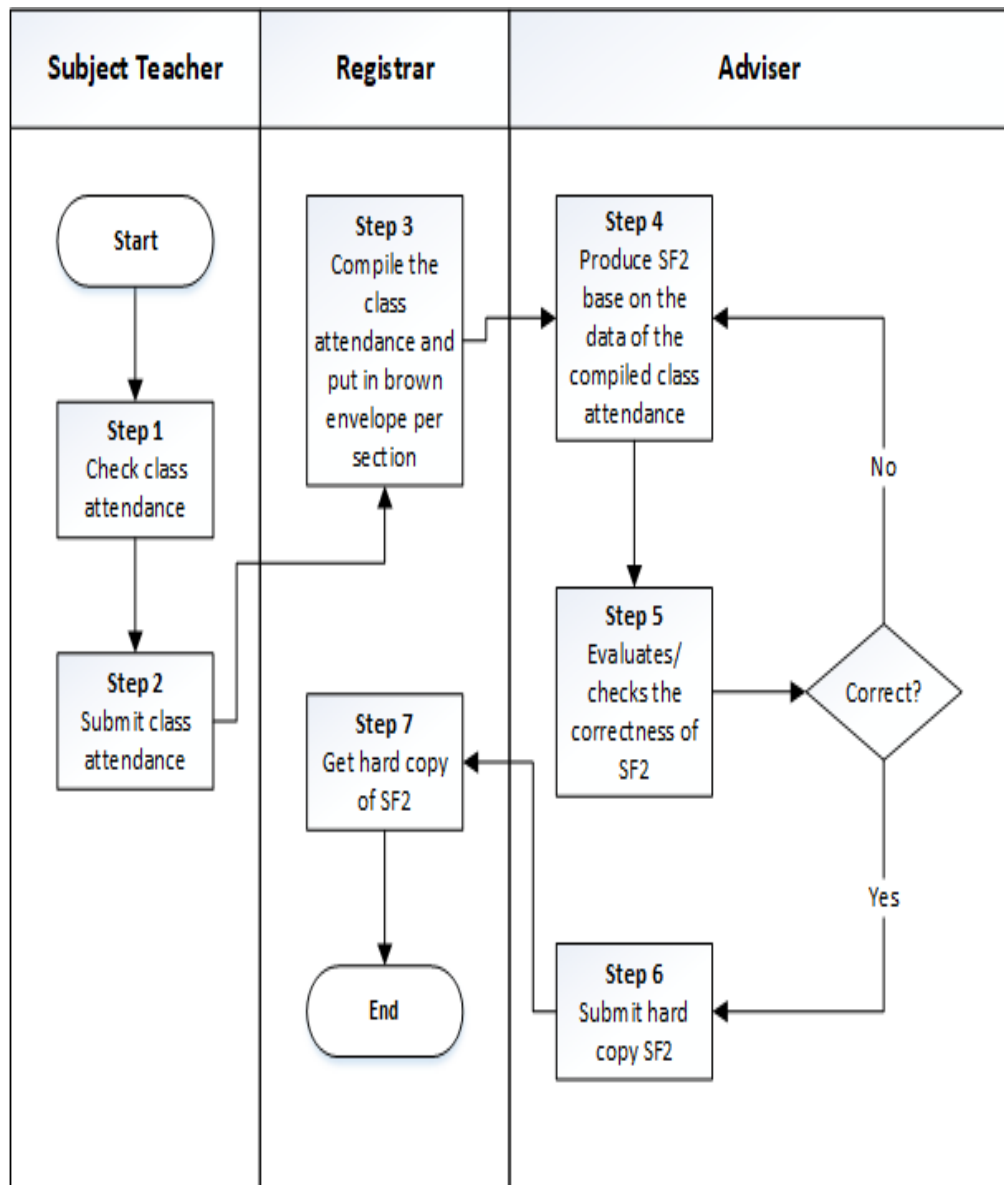 Subject Teacher
Registrar
Adviser
Start
Step 1
Check class
attendance
Step 2
Submit class
attendance
Step 3
Compile the
class
attendance and
put in brown
envelope per
section
Step 4
Produce SF2
base on the
data of the
compiled class
attendance
Step 5
Evaluates/
checks the
correctness of
SF2
Correct?
No
Yes
Step 6
Submit hard
copy SF2
Step 7
Get hard copy
of SF2
End